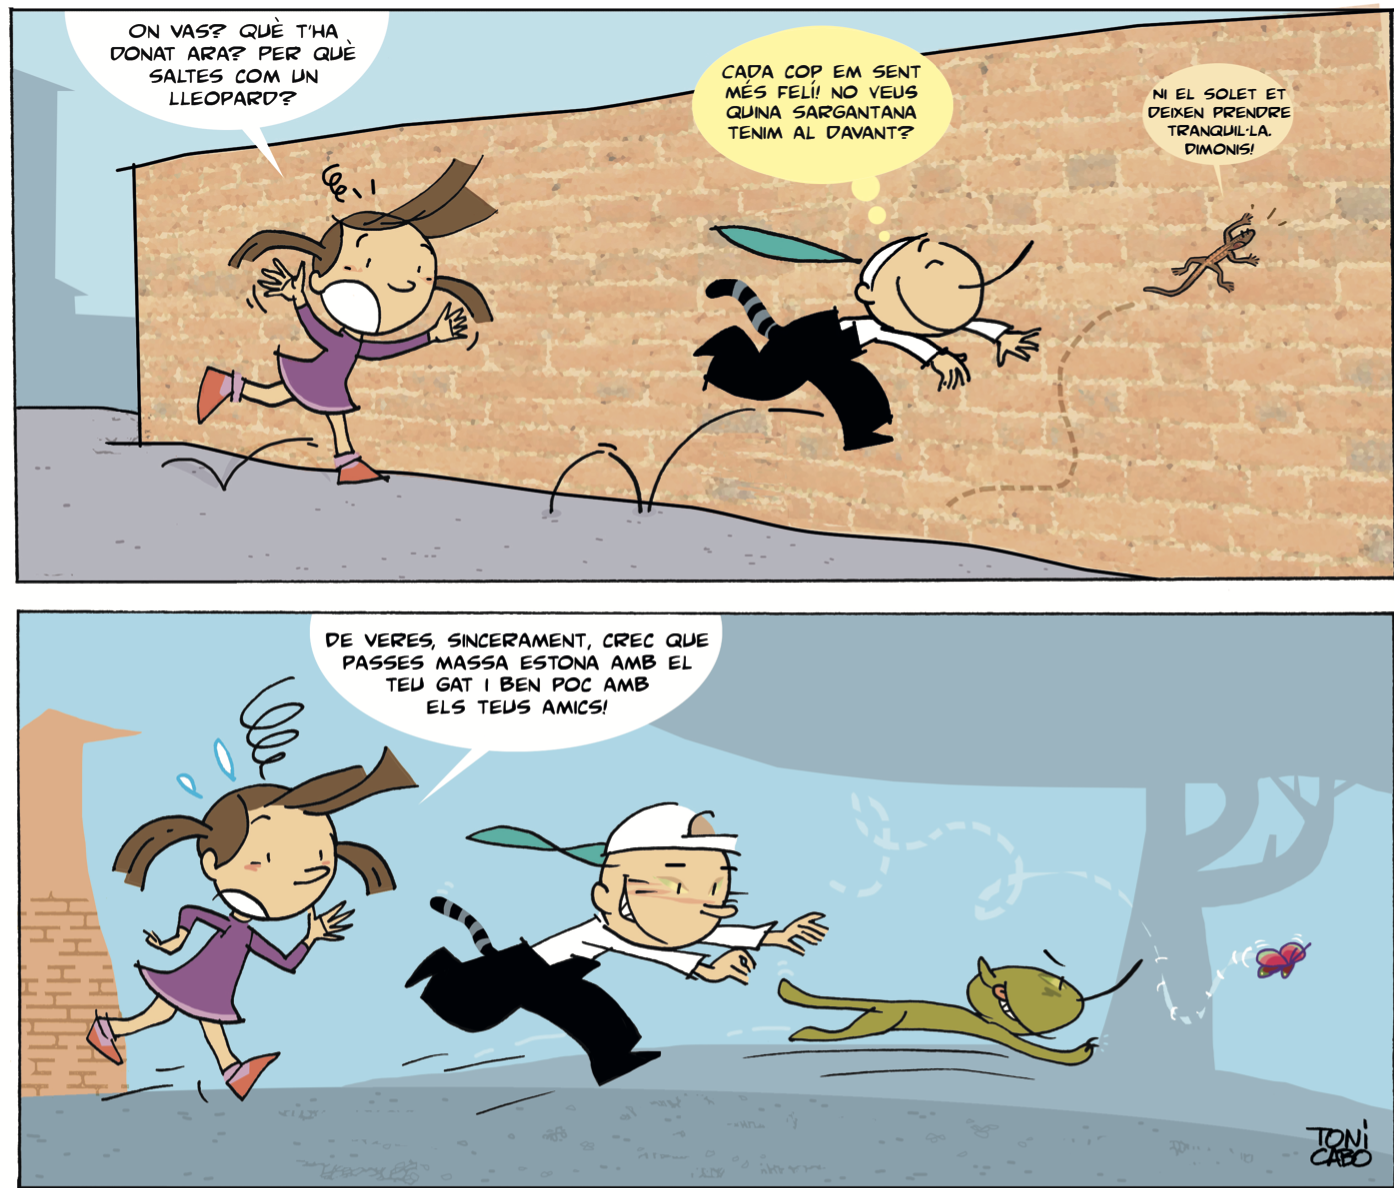 ON VAS? QUÈ T'HA
DONAT ARA? PER QUÈ
SALTES COM UN
LLEOPARD?
CADA COP EM SENT
MÉS FELÍ! NO VEUS
QUINA SARGANTANA
TENIM AL DAVANT?
NI EL SOLET ET
DEIXEN PRENDRE
TRANQUIL·LA.
DIMONIS!
DE VERES, SINCERAMENT, CREC QUE
PASSES MASSA ESTONA AMB EL
TEU GAT I BEN POC AMB
ELS TEUS AMICS!
TONI
CABO